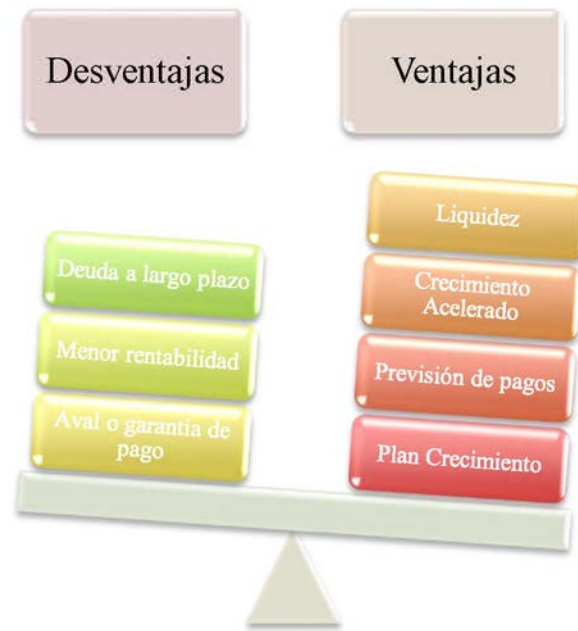 Desventajas
Ventajas
Deuda a largo plazo
Menor rentabilidad
Aval o garantía de
pago
Liquidez
Crecimiento
Acelerado
Previsión de pagos
Plan Crecimiento